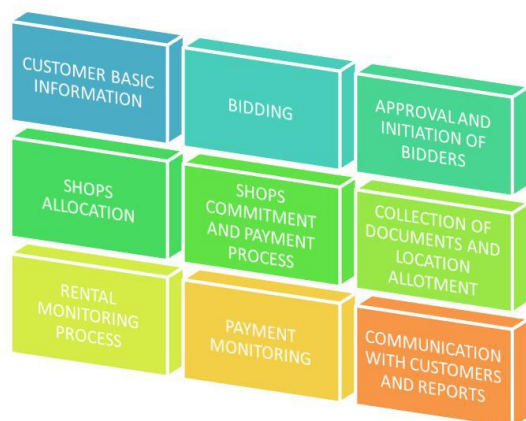 CUSTOMER BASIC
INFORMATION
BIDDING
APPROVAL AND
INITIATION OF
BIDDERS
SHOPS
ALLOCATION
SHOPS
COMMITMENT
AND PAYMENT
PROCESS
COLLECTION OF
DOCUMENTS AND
LOCATION
ALLOTMENT
RENTAL
MONITORING
PROCESS
PAYMENT
MONITORING
COMMUNICATION
WITH CUSTOMERS
AND REPORTS